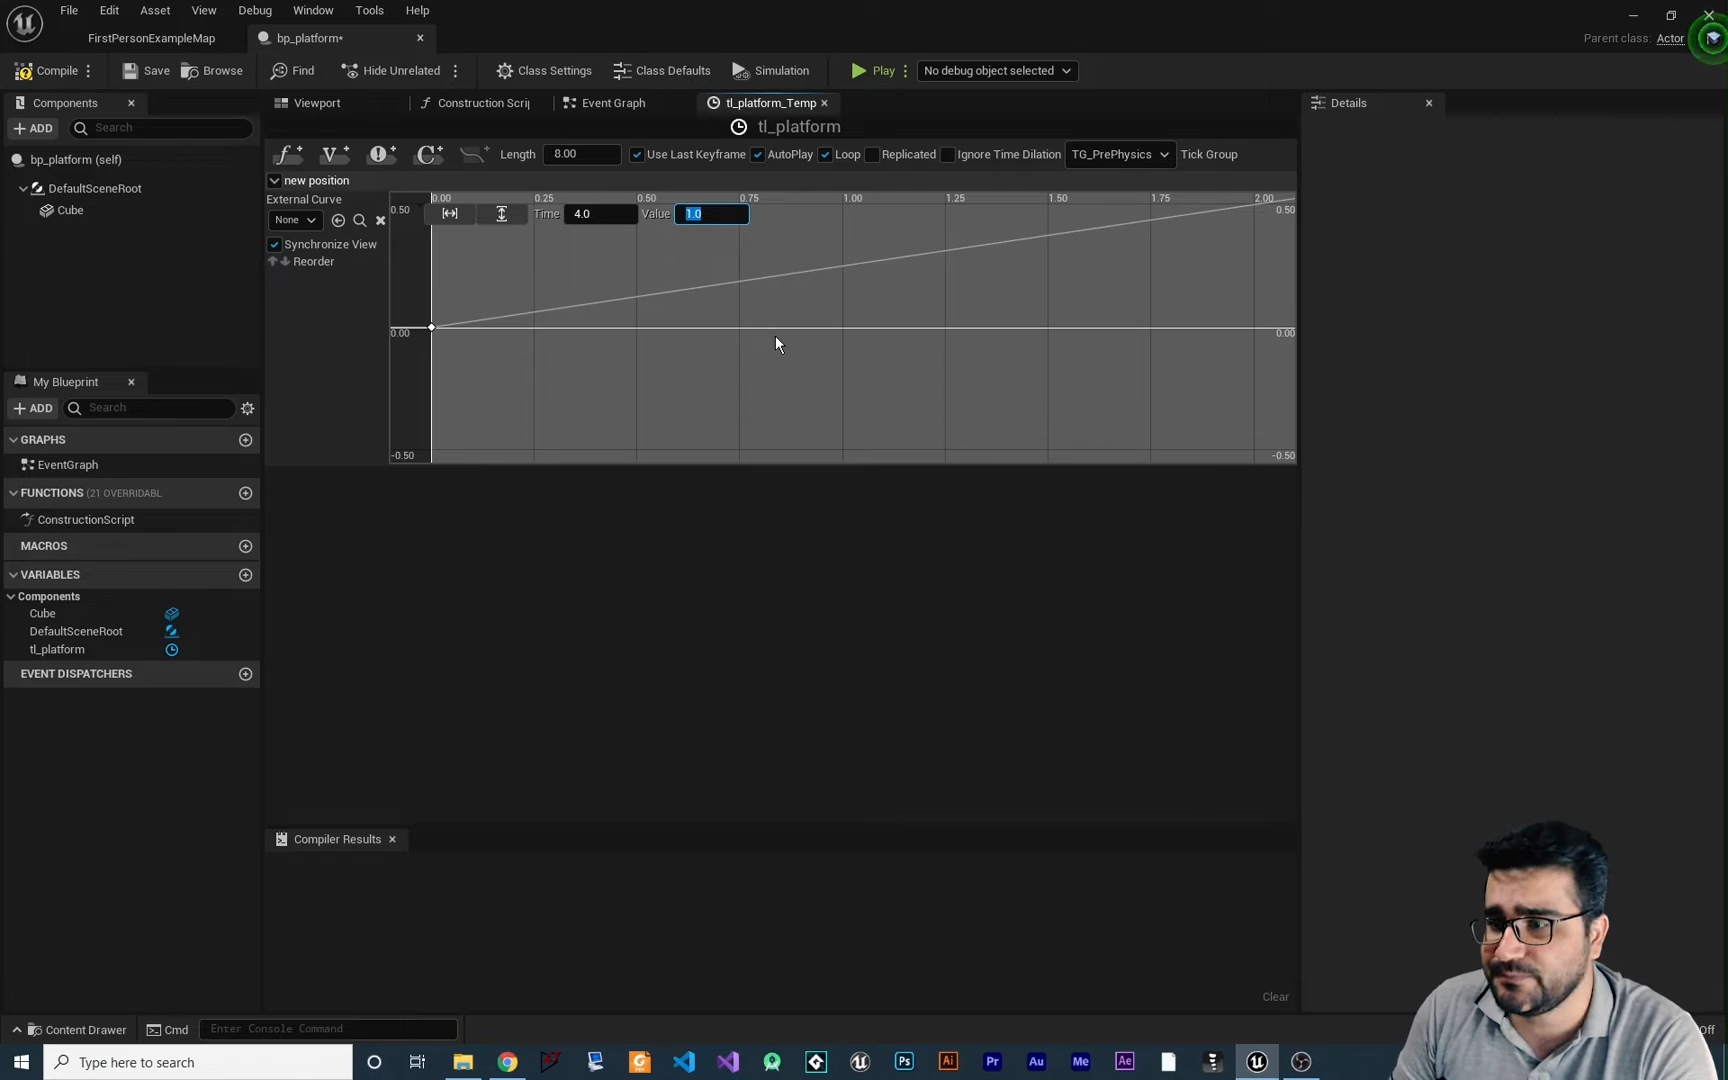 File Edit Asset View Debug Window Tools Help
FirstPersonExampleMap bp_platform* Parent class: Actor
Compile Save Browse Find Hide Unrelated Class Settings Class Defaults Simulation Play No debug object selected
Components Viewport Construction Scrip Event Graph tl_platform_Temp Details
ADD Search tl_platform
Length 8.00 Use Last Keyframe AutoPlay Loop Replicated Ignore Time Dilation TG_PrePhysics Tick Group
bp_platform (self)
DefaultSceneRoot
Cube
new position
External Curve
None
Synchronize View
Reorder
0.00 0.25 0.50 0.75 1.00 1.25 1.50 1.75 2.00
0.50 Time 4.0 Value 1.0 0.50
0.00 0.00
-0.50 -0.50
My Blueprint
ADD Search
GRAPHS
EventGraph
FUNCTIONS (21 OVERRIDABL
ConstructionScript
MACROS
VARIABLES
Components
Cube
DefaultSceneRoot
tl_platform
EVENT DISPATCHERS
Compiler Results
Clear
Content Drawer Cmd Enter Console Command Off
Type here to search Ps Ai Pr Au Me Ae